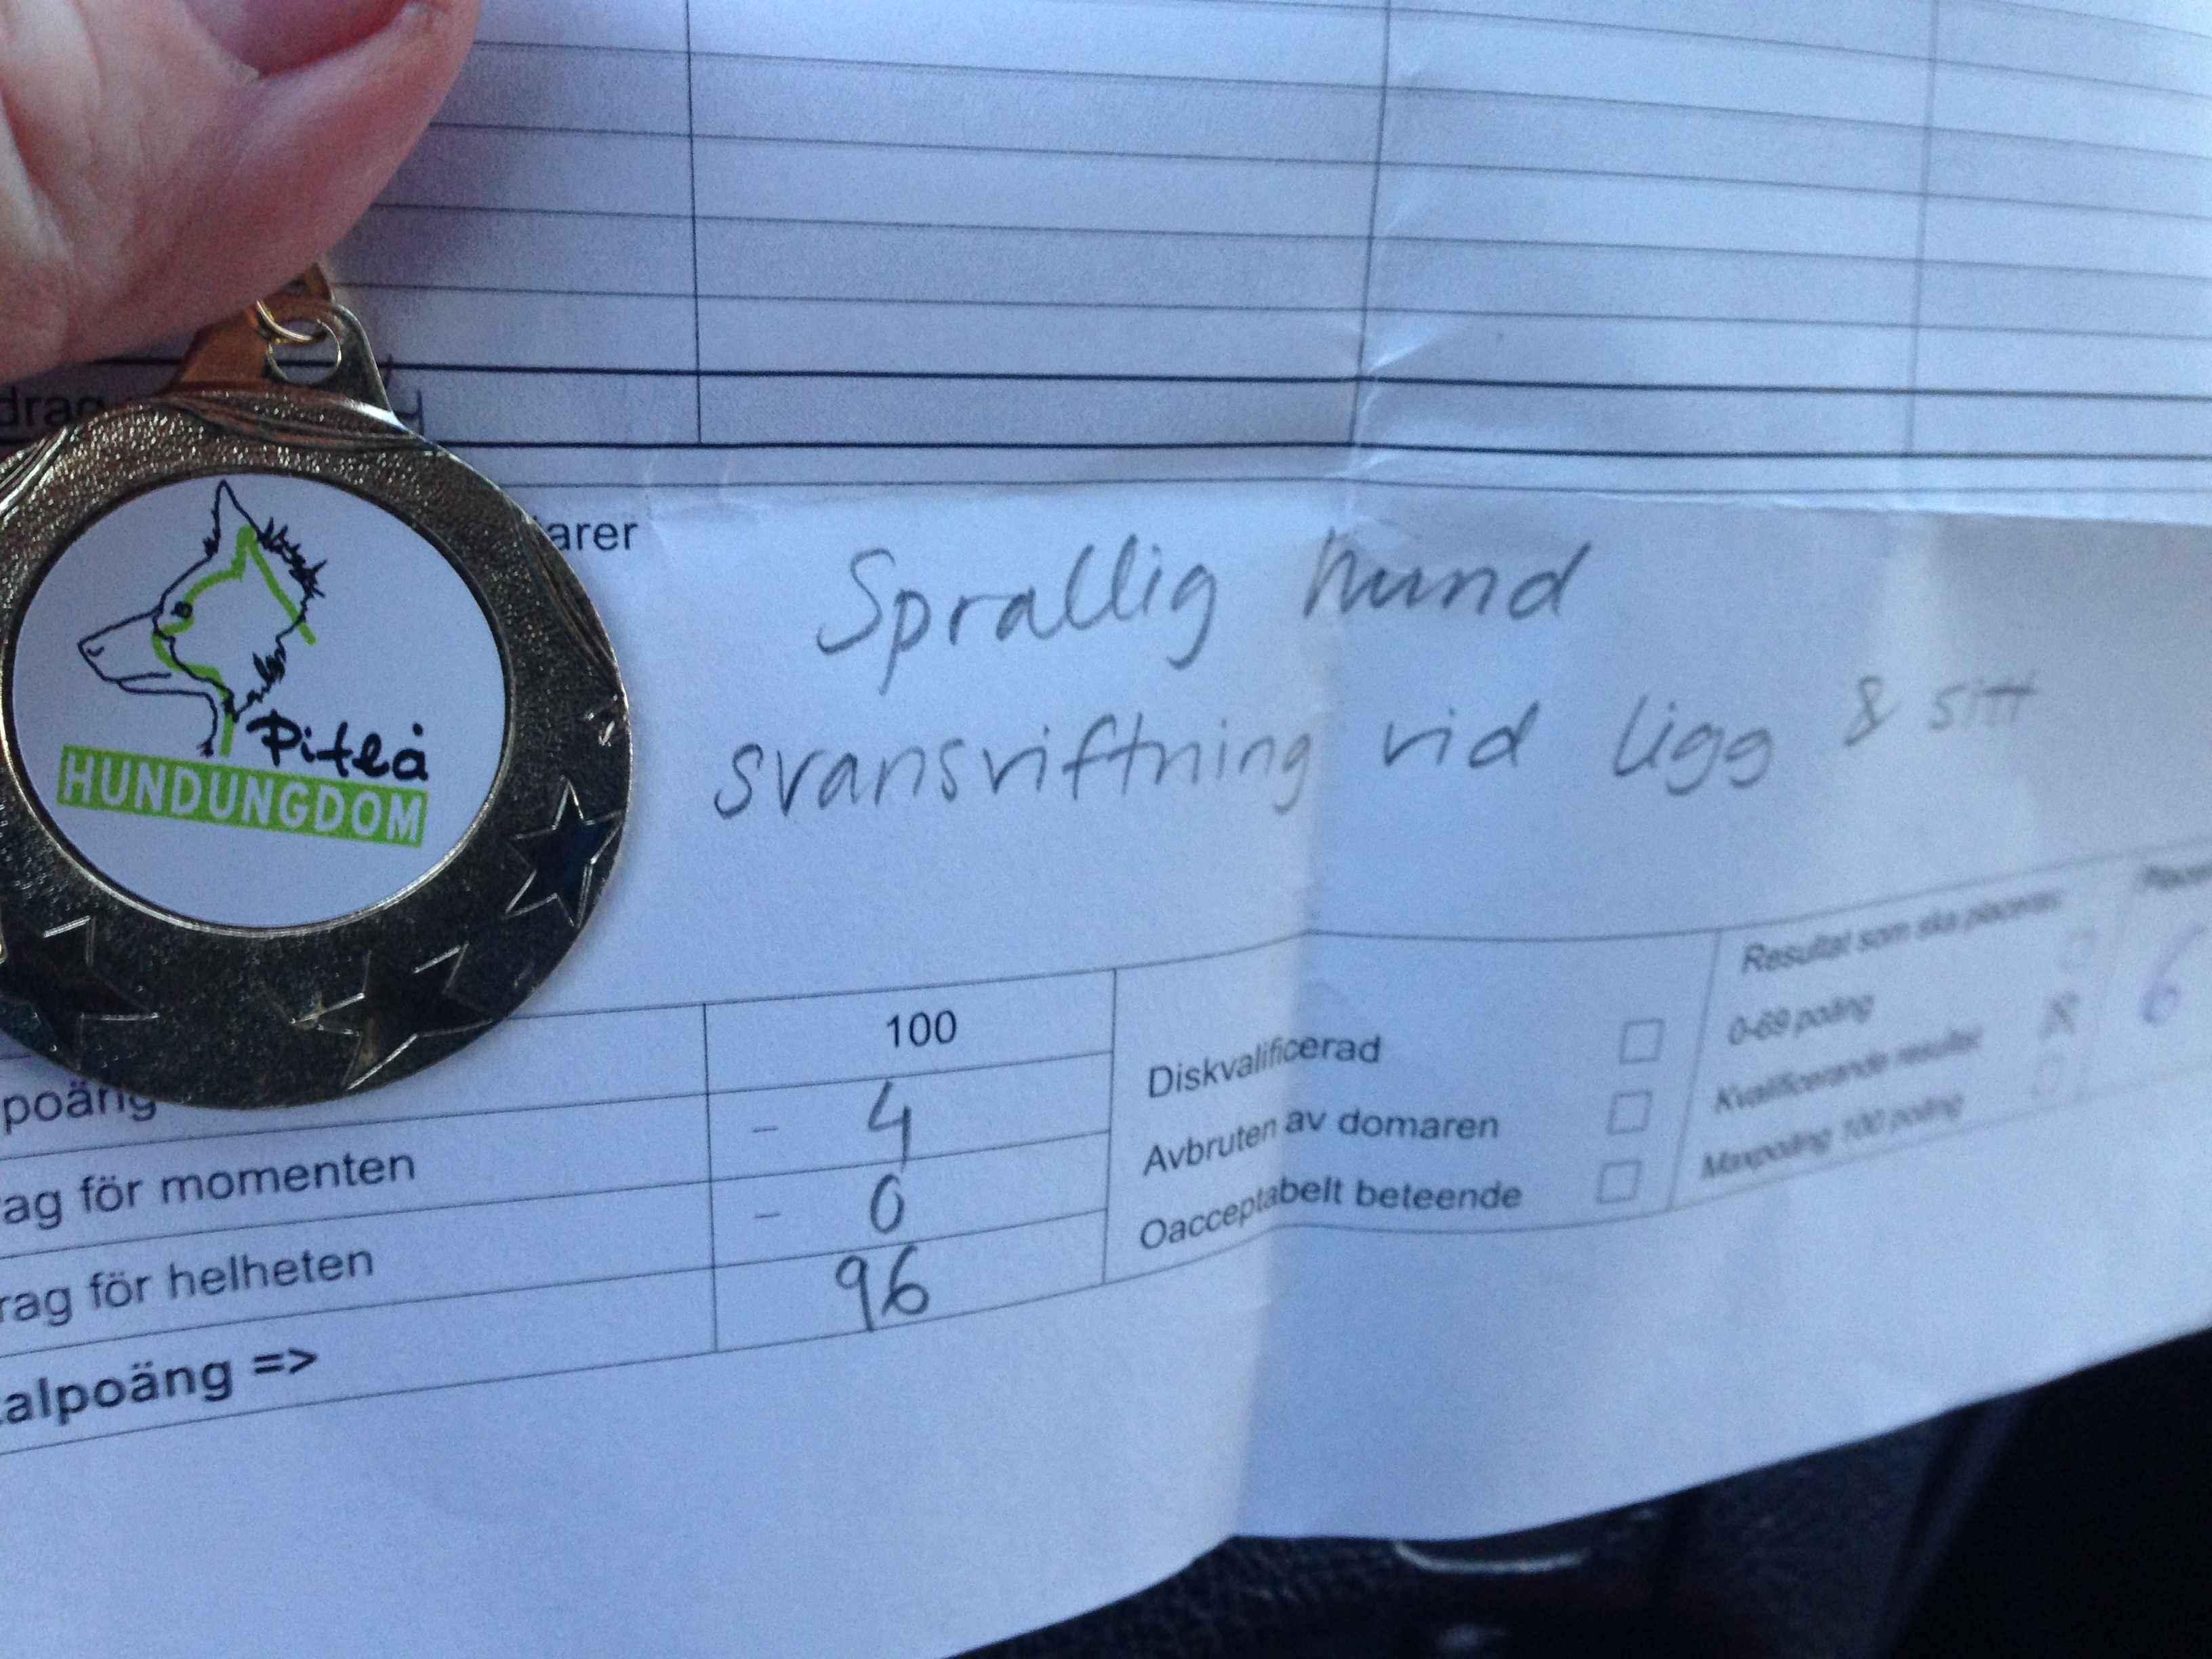 drag 4
arer
Sprallig hund
svansviftning vid ligg & sitt
Piteå
HUNDUNGDOM
poäng 100
ag för momenten - 4
rag för helheten - 0
alpoäng => 96
Diskvalificerad
Avbruten av domaren
Oacceptabelt beteende
Resultat som ska placeras:
0-69 poäng
Kvalificerande resultat
Maxpoäng 100 poäng
6